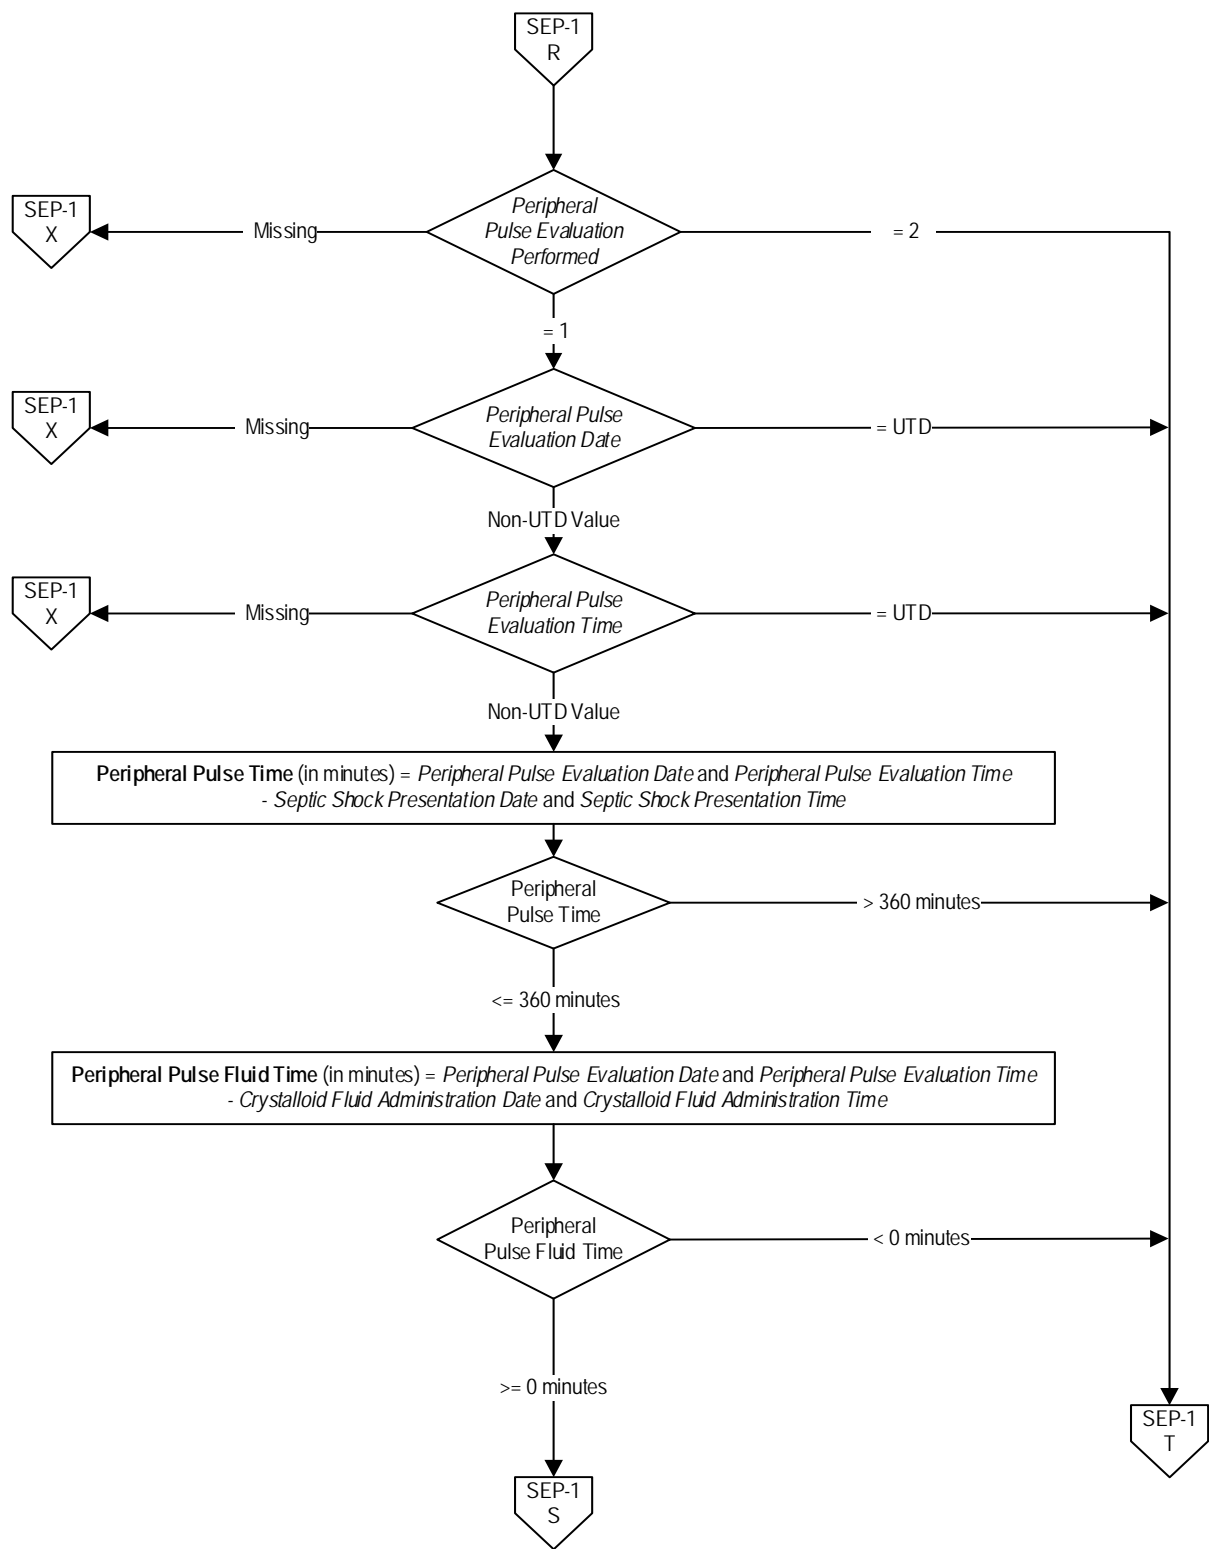 SEP-1
R
Peripheral
Pulse Evaluation
Performed
SEP-1
X
Missing
= 2
= 1
Peripheral Pulse
Evaluation Date
SEP-1
X
Missing
= UTD
Non-UTD Value
Peripheral Pulse
Evaluation Time
SEP-1
X
Missing
= UTD
Non-UTD Value
Peripheral Pulse Time (in minutes) = Peripheral Pulse Evaluation Date and Peripheral Pulse Evaluation Time
- Septic Shock Presentation Date and Septic Shock Presentation Time
Peripheral
Pulse Time
> 360 minutes
<= 360 minutes
Peripheral Pulse Fluid Time (in minutes) = Peripheral Pulse Evaluation Date and Peripheral Pulse Evaluation Time
- Crystalloid Fluid Administration Date and Crystalloid Fluid Administration Time
Peripheral
Pulse Fluid Time
< 0 minutes
>= 0 minutes
SEP-1
T
SEP-1
S